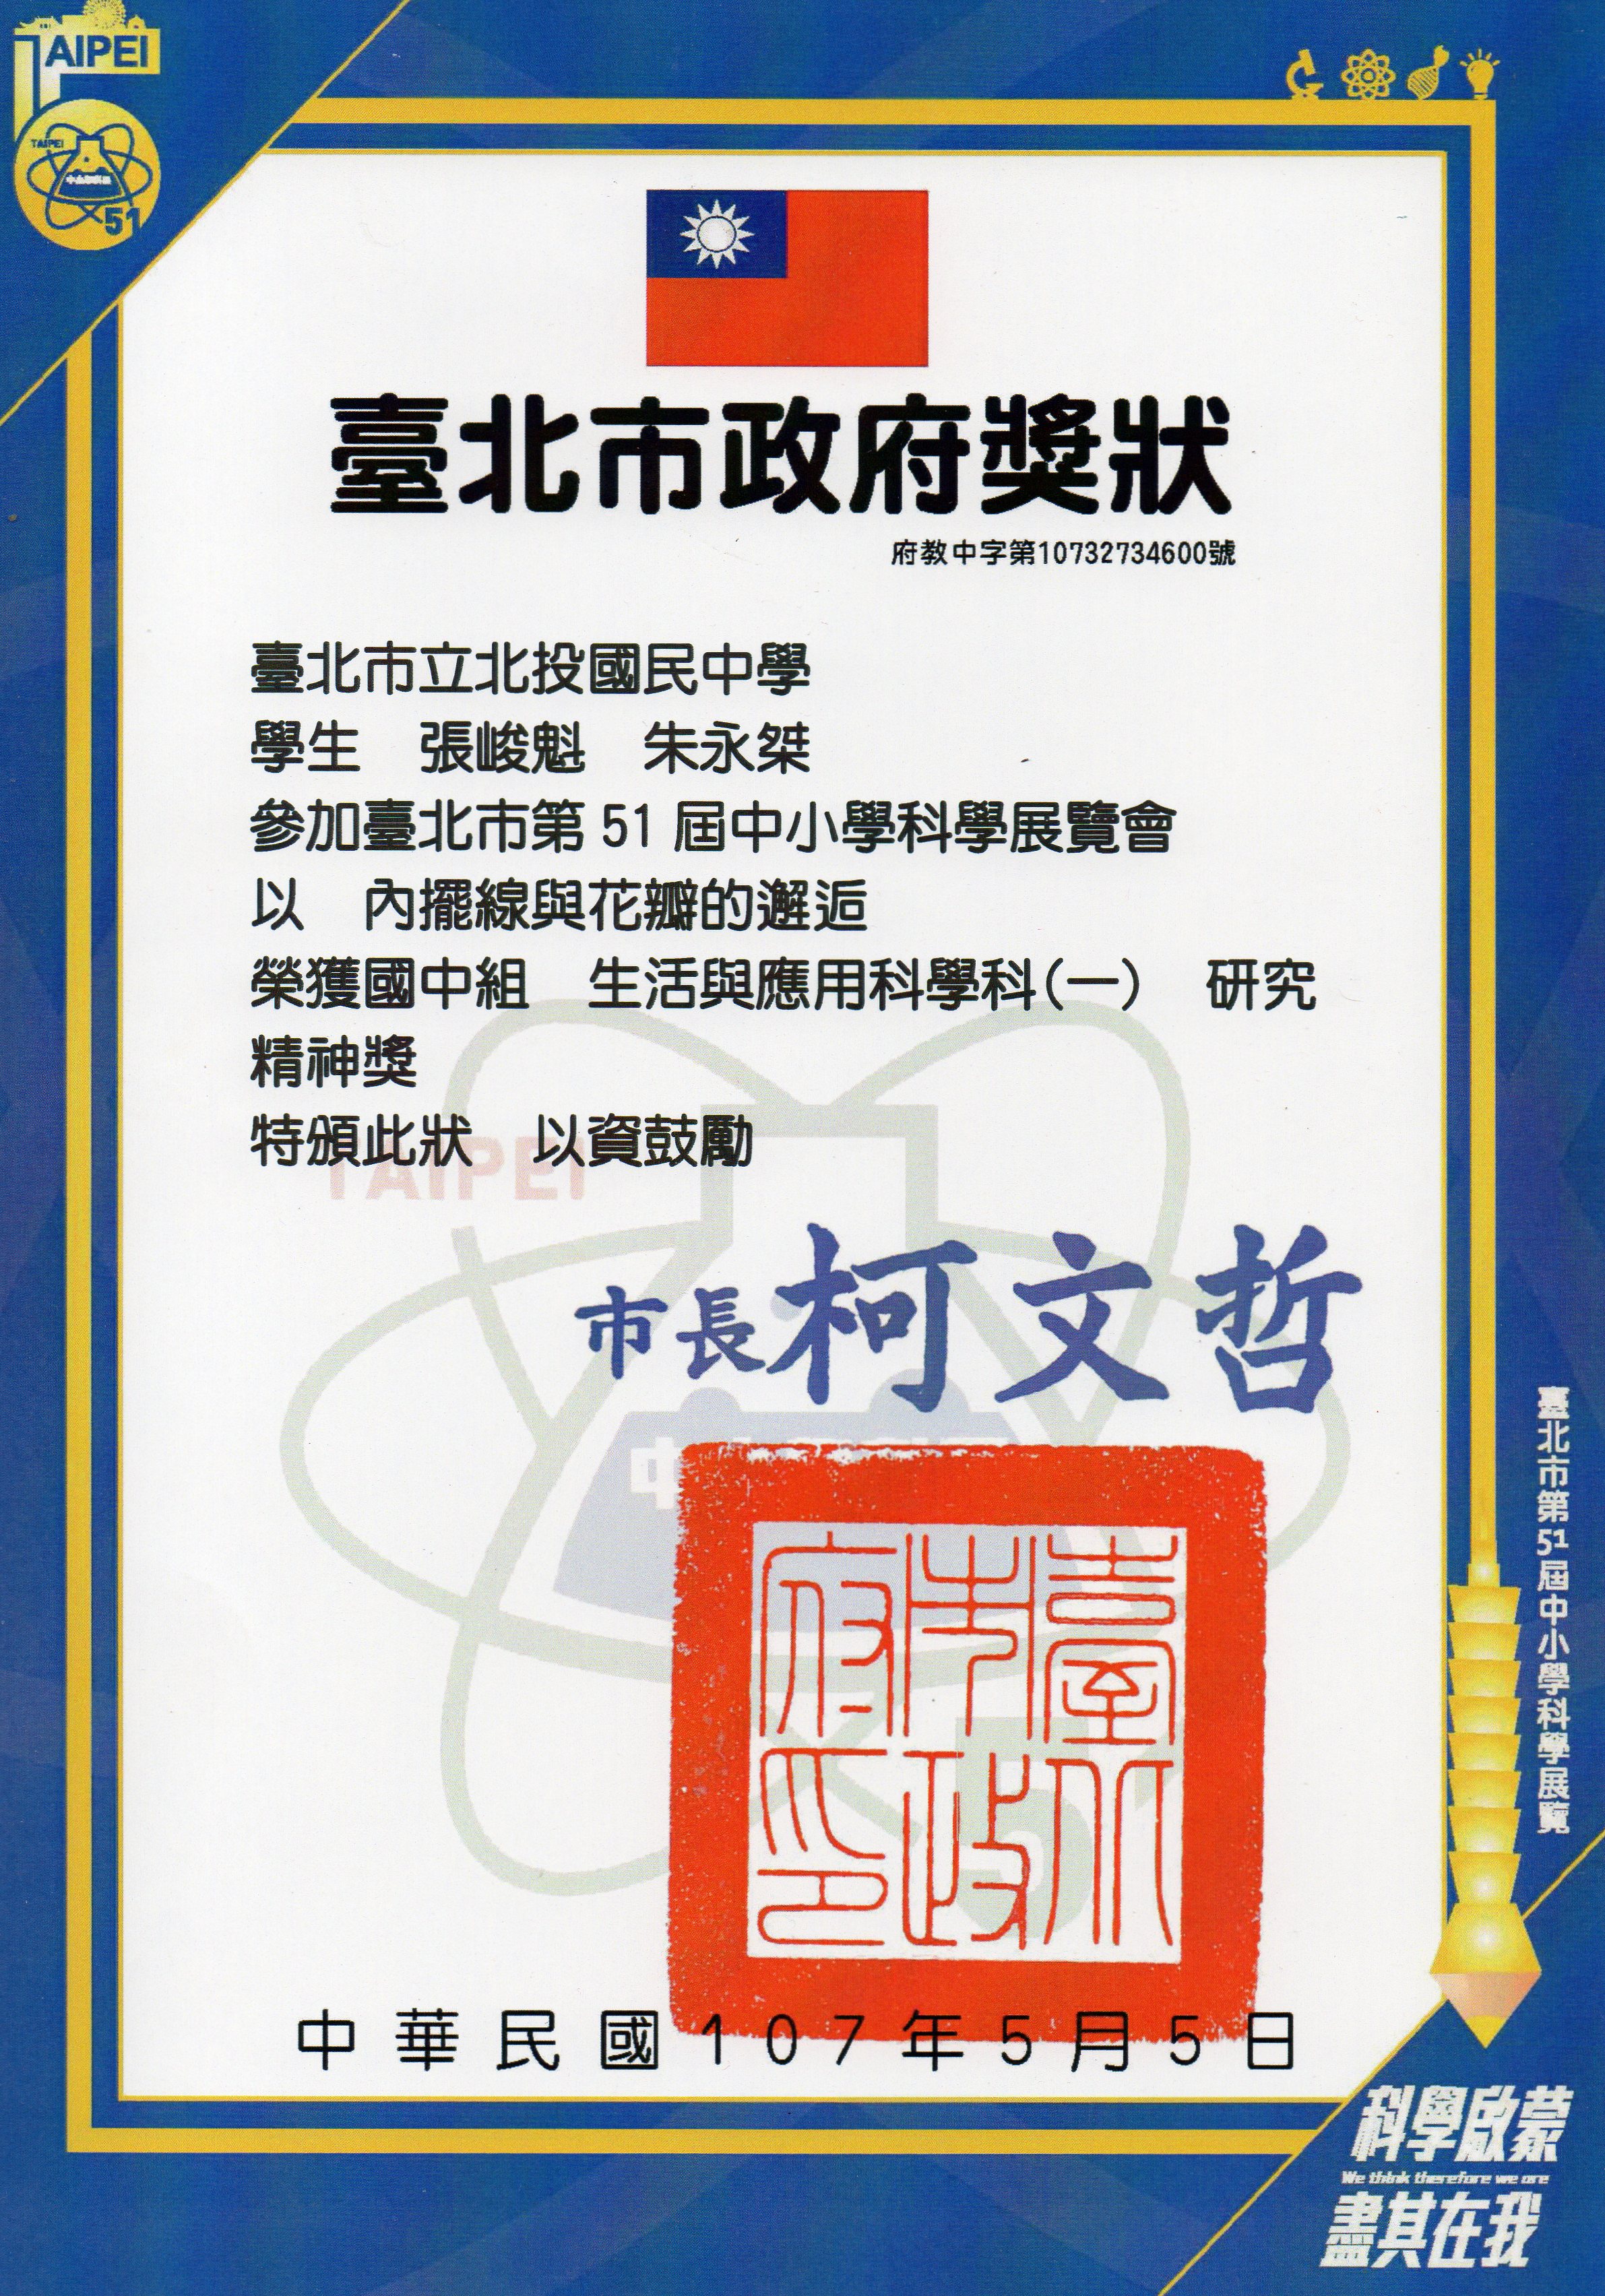 TAIPEI
TAIPEI
51
臺北市政府獎狀
府教中字第10732734600號
臺北市立北投國民中學
學生　張峻魁　朱永桀
參加臺北市第 51 屆中小學科學展覽會
以　內擺線與花瓣的邂逅
榮獲國中組　生活與應用科學科(一)　研究
精神獎
特頒此狀　以資鼓勵
TAIPEI
市長柯文哲
臺北市政府印
中華民國107年5月5日
臺北市第51屆中小學科學展覽
科學啟蒙
We think therefore we are
盡其在我